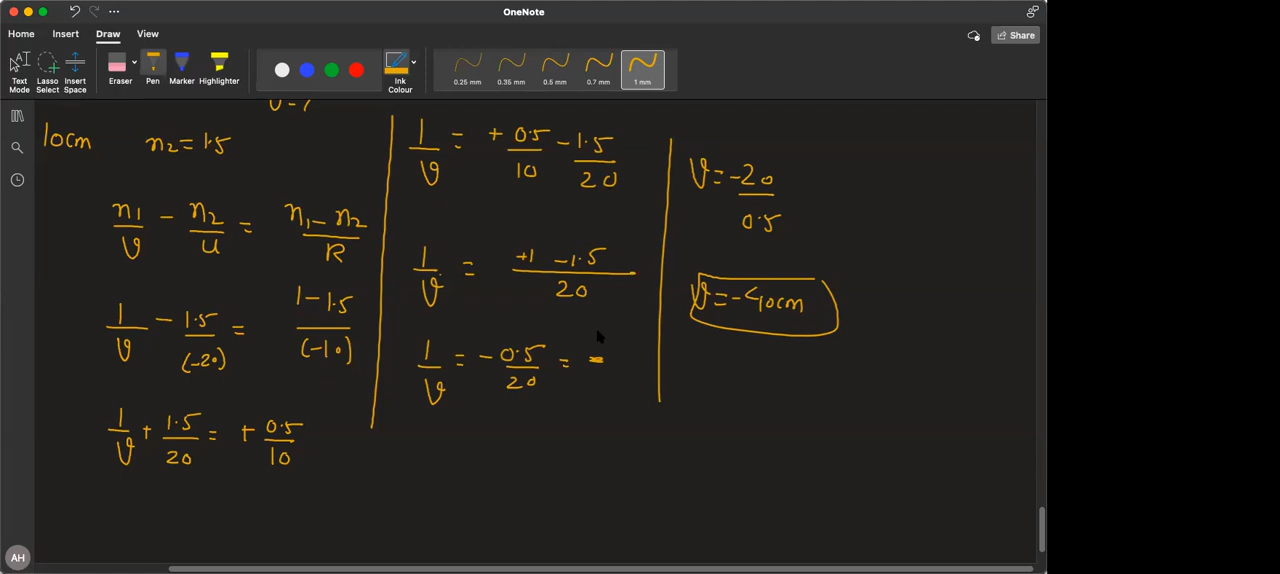 OneNote
Home Insert Draw View
Share
Text Mode
Lasso Select
Insert Space
Eraser
Pen
Marker
Highlighter
Ink Colour
0.25 mm
0.35 mm
0.5 mm
0.7 mm
1 mm
10cm n₂ = 1.5
n₁/v - n₂/u = n₁ - n₂/R
1/v - 1.5/(-20) = 1 - 1.5/(-10)
1/v + 1.5/20 = + 0.5/10
1/v = + 0.5/10 - 1.5/20
1/v = +1 - 1.5/20
1/v = - 0.5/20 = -
v = -20/0.5
v = -40cm
AH